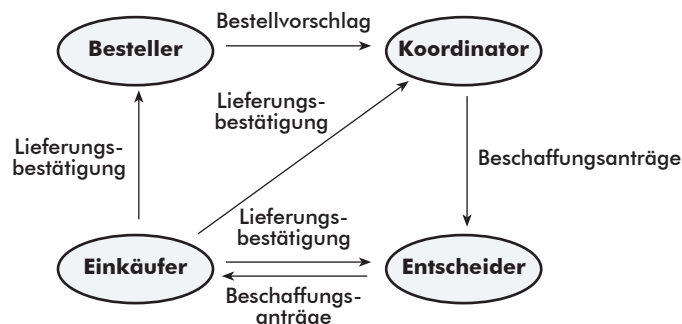 Bestellvorschlag
Besteller
Koordinator
Lieferungs-
bestätigung
Lieferungs-
bestätigung
Beschaffungsanträge
Lieferungs-
bestätigung
Einkäufer
Entscheider
Beschaffungs-
anträge